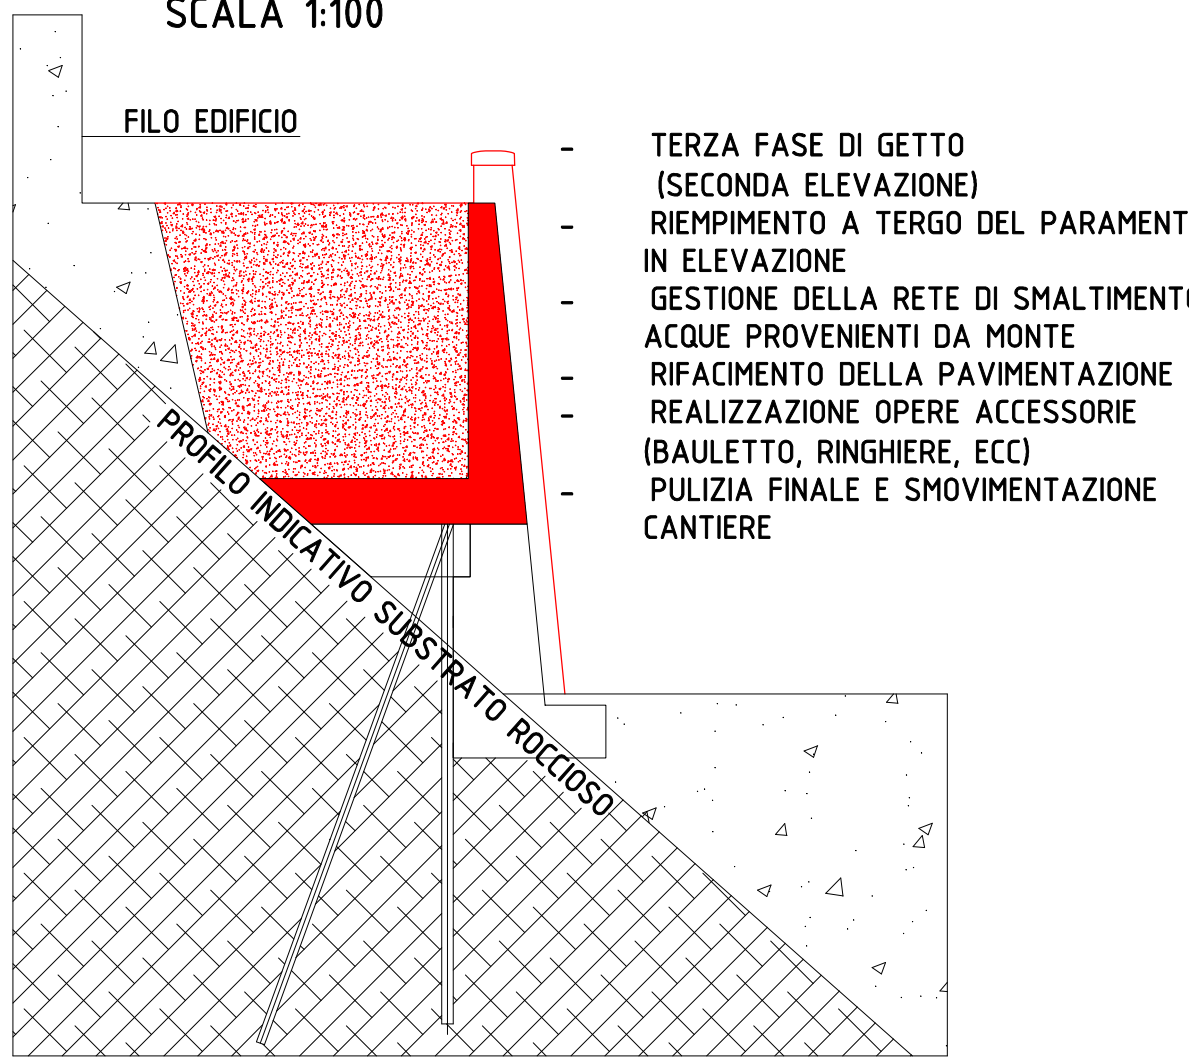 SCALA 1:100
FILO EDIFICIO
- TERZA FASE DI GETTO
(SECONDA ELEVAZIONE)
- RIEMPIMENTO A TERGO DEL PARAMENT
IN ELEVAZIONE
- GESTIONE DELLA RETE DI SMALTIMENTO
ACQUE PROVENIENTI DA MONTE
- RIFACIMENTO DELLA PAVIMENTAZIONE
- REALIZZAZIONE OPERE ACCESSORIE
(BAULETTO, RINGHIERE, ECC)
- PULIZIA FINALE E SMOVIMENTAZIONE
CANTIERE
PROFILO INDICATIVO SUBSTRATO ROCCIOSO